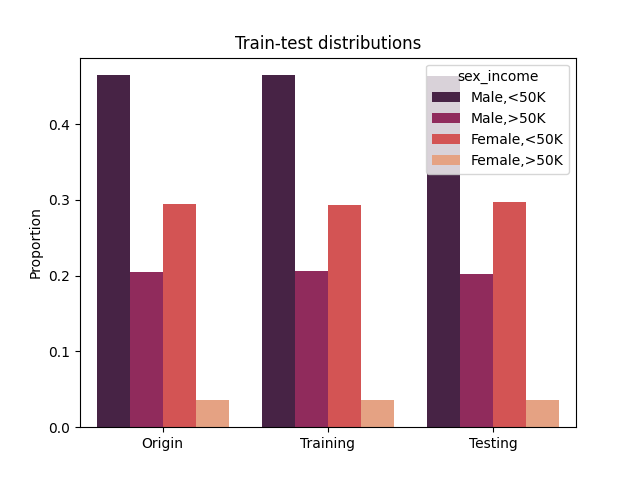 Train-test distributions
sex_income
Male,<50K
Male,>50K
Female,<50K
Female,>50K
Proportion
0.4
0.3
0.2
0.1
0.0
Origin
Training
Testing